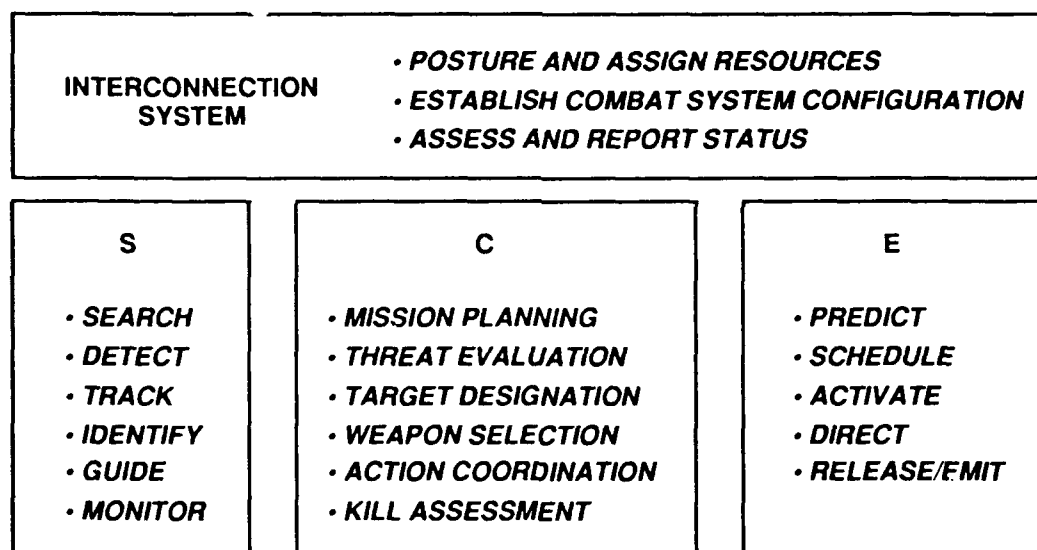 INTERCONNECTION SYSTEM
• POSTURE AND ASSIGN RESOURCES
• ESTABLISH COMBAT SYSTEM CONFIGURATION
• ASSESS AND REPORT STATUS
S
• SEARCH
• DETECT
• TRACK
• IDENTIFY
• GUIDE
• MONITOR
C
• MISSION PLANNING
• THREAT EVALUATION
• TARGET DESIGNATION
• WEAPON SELECTION
• ACTION COORDINATION
• KILL ASSESSMENT
E
• PREDICT
• SCHEDULE
• ACTIVATE
• DIRECT
• RELEASE/EMIT